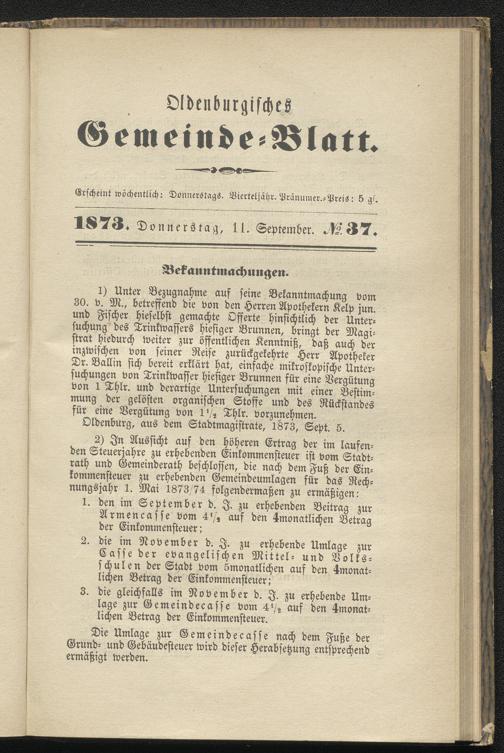 Oldenburgisches
Gemeinde-Blatt.
Erscheint wöchentlich: Donnerstags. Vierteljähr. Pränumer.-Preis: 5 gr.
1873. Donnerstag, 11. September. № 37.
Bekanntmachungen.
1) Unter Bezugnahme auf seine Bekanntmachung vom
30. v. M., betreffend die von den Herren Apothekern Kelp jun.
und Fischer hieselbst gemachte Offerte hinsichtlich der Unter-
suchung des Trinkwassers hiesiger Brunnen, bringt der Magi-
strat hiedurch weiter zur öffentlichen Kenntniß, daß auch der
inzwischen von seiner Reise zurückgekehrte Herr Apotheker
Dr. Ballin sich bereit erklärt hat, einfache mikroskopische Unter-
suchungen von Trinkwasser hiesiger Brunnen für eine Vergütung
von 1 Thlr. und derartige Untersuchungen mit einer Bestim-
mung der gelösten organischen Stoffe und des Rückstandes
für eine Vergütung von 1½ Thlr. vorzunehmen.
Oldenburg, aus dem Stadtmagistrate, 1873, Sept. 5.
2) In Aussicht auf den höheren Ertrag der im laufen-
den Steuerjahre zu erhebenden Einkommensteuer ist vom Stadt-
rath und Gemeinderath beschlossen, die nach dem Fuß der Ein-
kommensteuer zu erhebenden Gemeindeumlagen für das Rech-
nungsjahr 1. Mai 1873/74 folgendermaßen zu ermäßigen:
1. den im September d. J. zu erhebenden Beitrag zur
Armencasse vom 4½ auf den 4monatlichen Betrag
der Einkommensteuer;
2. die im November d. J. zu erhebende Umlage zur
Casse der evangelischen Mittel- und Volks-
schulen der Stadt vom 5monatlichen auf den 4monat-
lichen Betrag der Einkommensteuer;
3. die gleichfalls im November d. J. zu erhebende Um-
lage zur Gemeindecasse vom 4½ auf den 4monat-
lichen Betrag der Einkommensteuer.
Die Umlage zur Gemeindecasse nach dem Fuße der
Grund- und Gebäudesteuer wird dieser Herabsetzung entsprechend
ermäßigt werden.